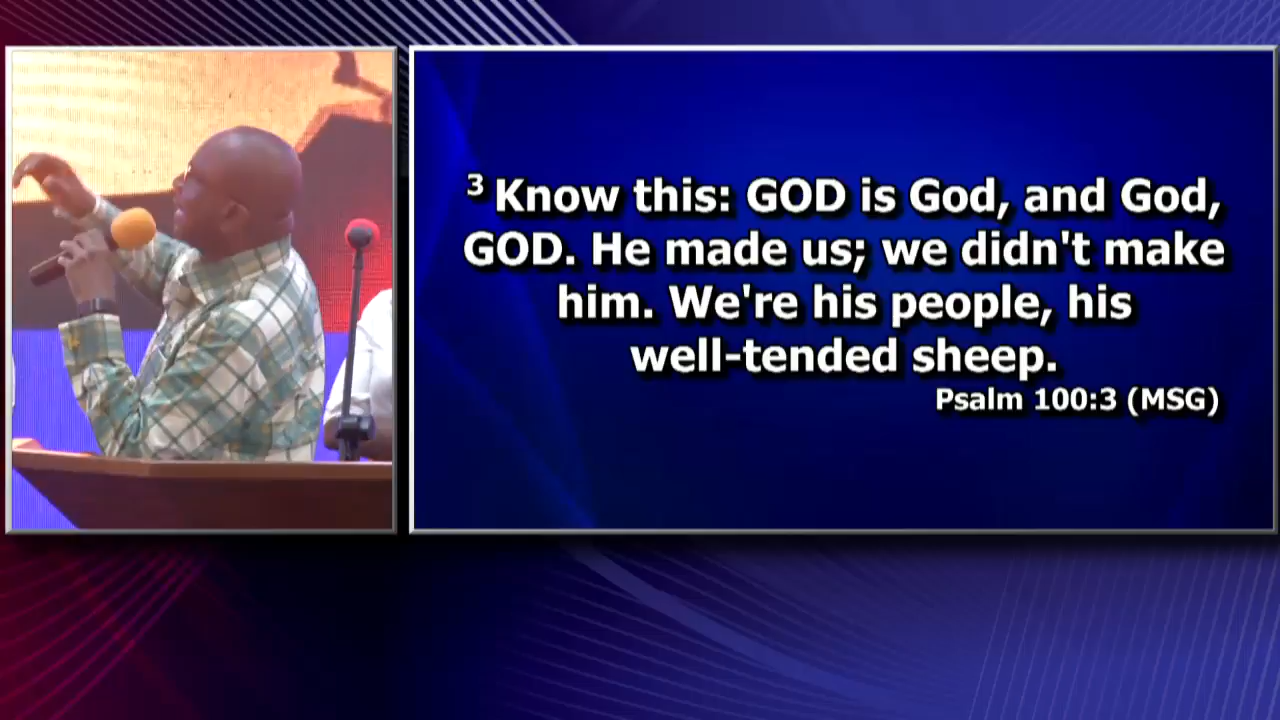 3 Know this: GOD is God, and God,
GOD. He made us; we didn't make
him. We're his people, his
well-tended sheep.
Psalm 100:3 (MSG)